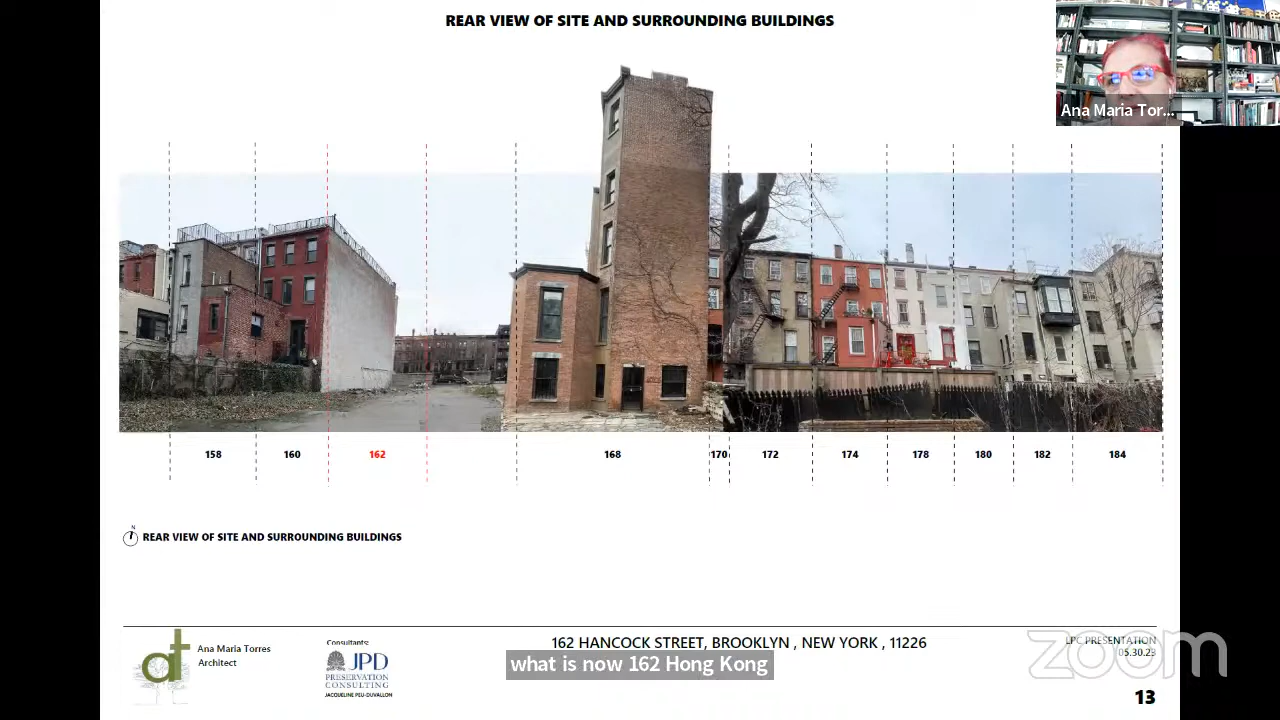 REAR VIEW OF SITE AND SURROUNDING BUILDINGS
Ana Maria Tor...
158 160 162 168 170 172 174 178 180 182 184
N
REAR VIEW OF SITE AND SURROUNDING BUILDINGS
at
Ana Maria Torres
Architect
Consultants:
JPD
PRESERVATION
CONSULTING
JACQUELINE PEU-DUVALLON
162 HANCOCK STREET, BROOKLYN , NEW YORK , 11226
what is now 162 Hong Kong
LPC PRESENTATION
05.30.23
zoom
13